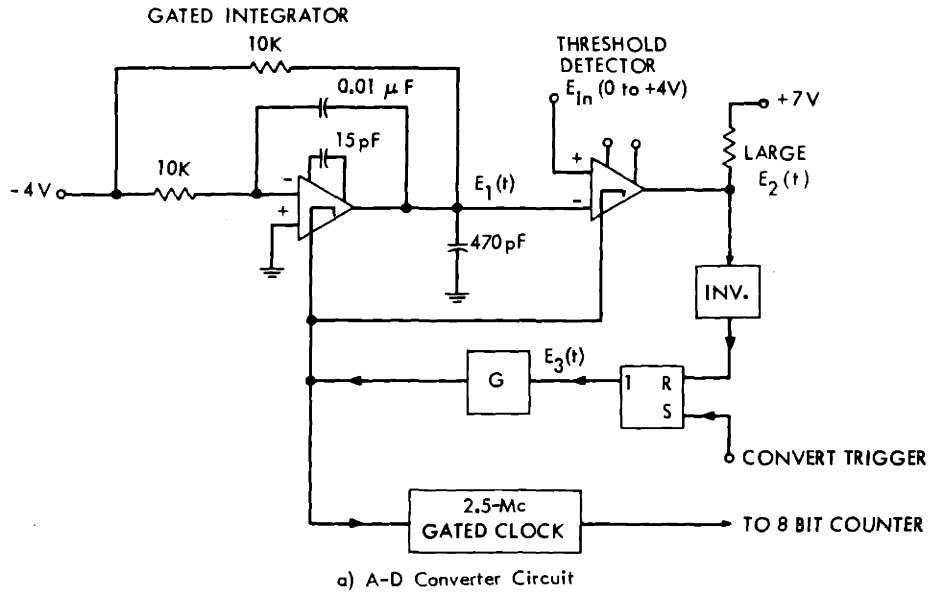 GATED INTEGRATOR
10K
0.01 μF
15pF
10K
-4V
-
+
E1(t)
470pF
THRESHOLD
DETECTOR
EIn (0 to +4V)
+
-
+7V
LARGE
E2(t)
INV.
E3(t)
G
1 R
S
CONVERT TRIGGER
2.5-Mc
GATED CLOCK
TO 8 BIT COUNTER
a) A-D Converter Circuit